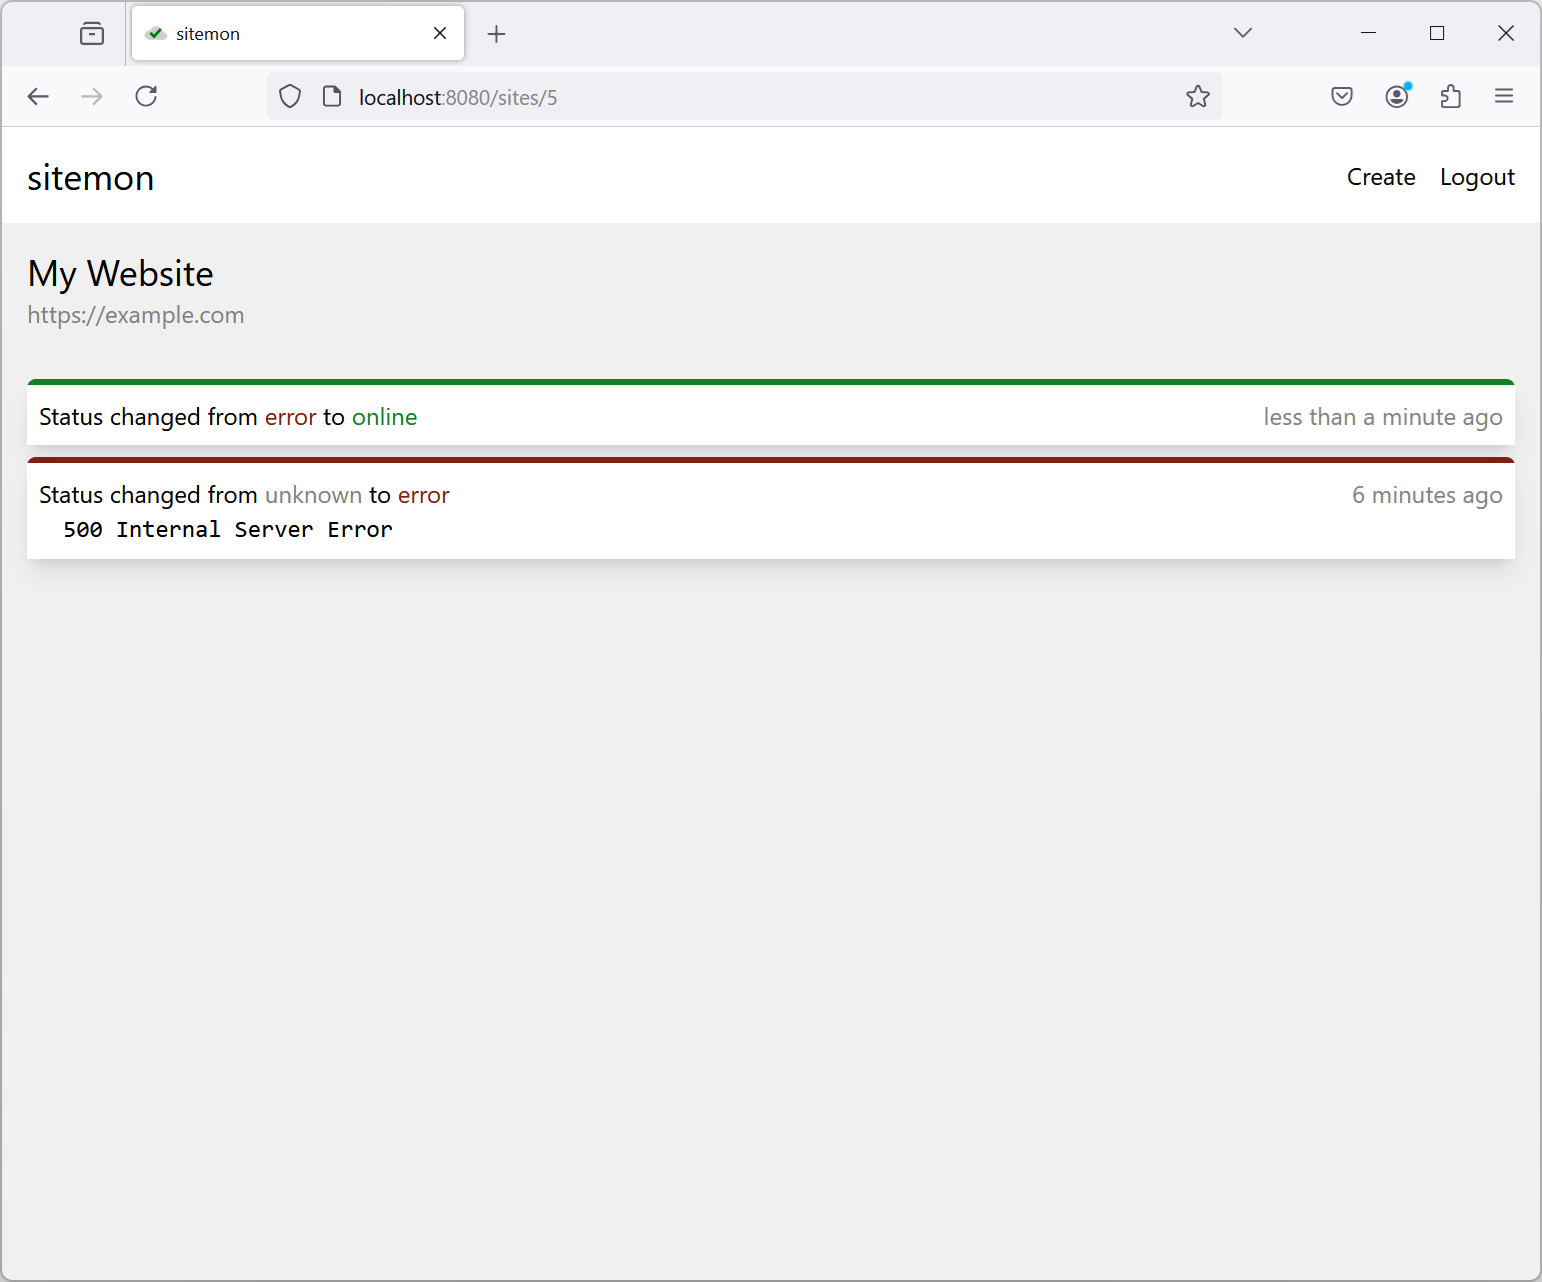 sitemon
localhost:8080/sites/5
sitemon
Create Logout
My Website
https://example.com
Status changed from error to online
less than a minute ago
Status changed from unknown to error
6 minutes ago
500 Internal Server Error